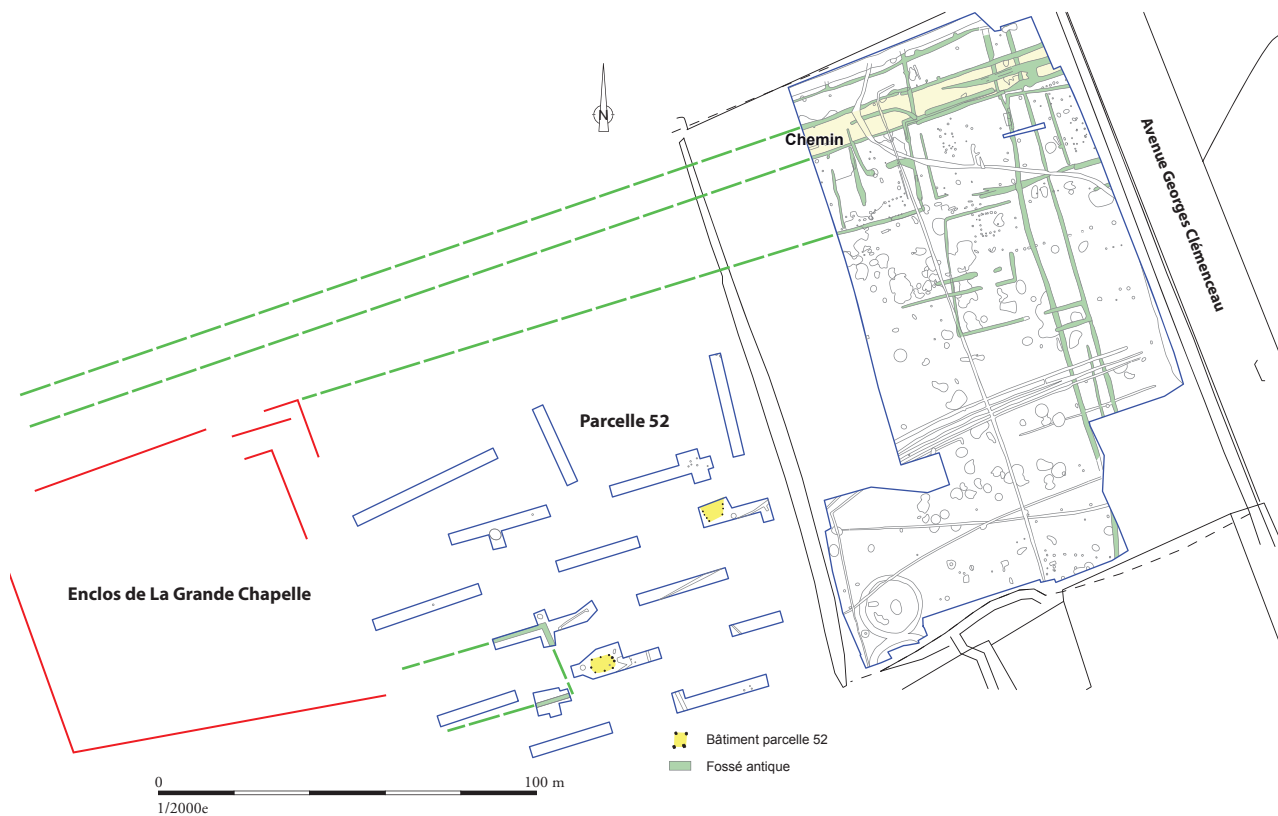 N
Chemin
Avenue Georges Clémenceau
Parcelle 52
Enclos de La Grande Chapelle
Bâtiment parcelle 52
Fossé antique
0 100 m
1/2000e